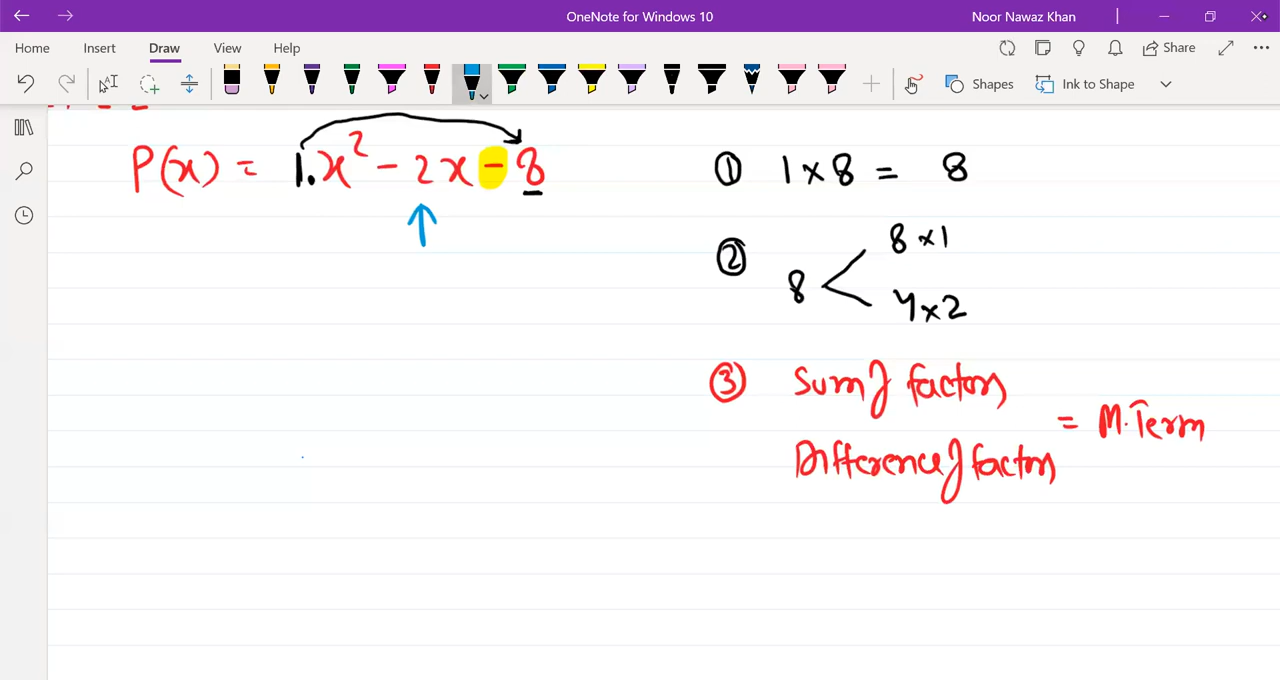 OneNote for Windows 10
Noor Nawaz Khan
Home Insert Draw View Help
Share
Shapes
Ink to Shape
P(x) = 1.x² - 2x - 8
① 1 x 8 = 8
② 8 < 8 x 1
4 x 2
③ Sum of factors
= M.Term
Difference of factors